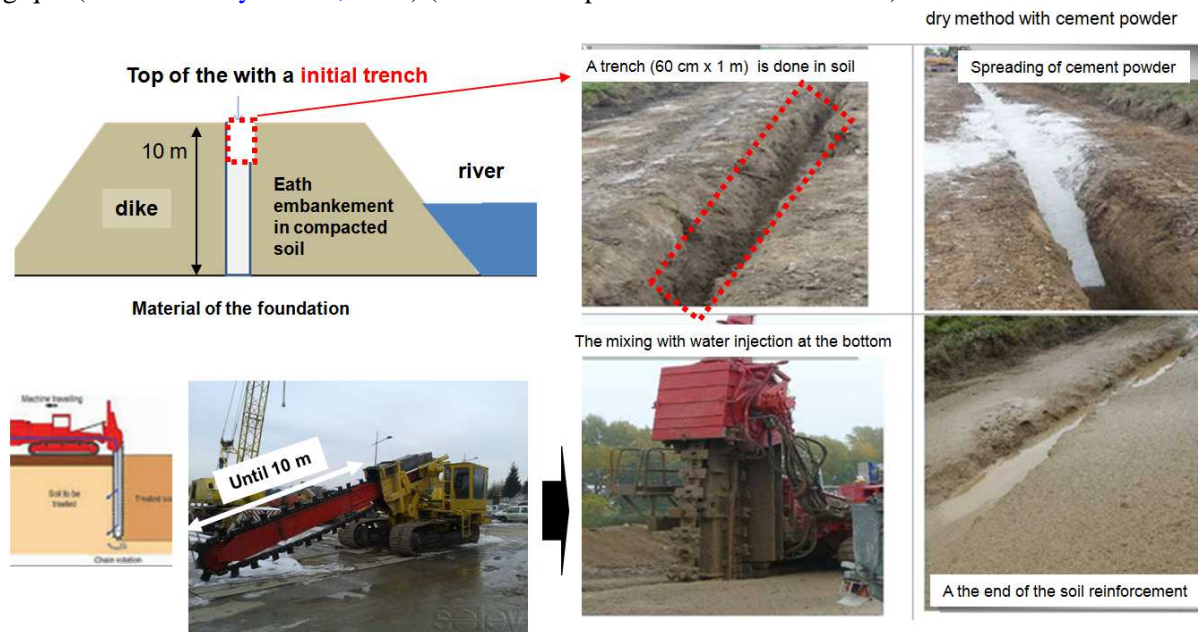 dry method with cement powder
Top of the with a initial trench
10 m
dike
Eath
embankement
in compacted
soil
river
Material of the foundation
A trench (60 cm x 1 m) is done in soil
Spreading of cement powder
The mixing with water injection at the bottom
A the end of the soil reinforcement
Machine travelling
Soil to be
treated
Chain rotation
Until 10 m